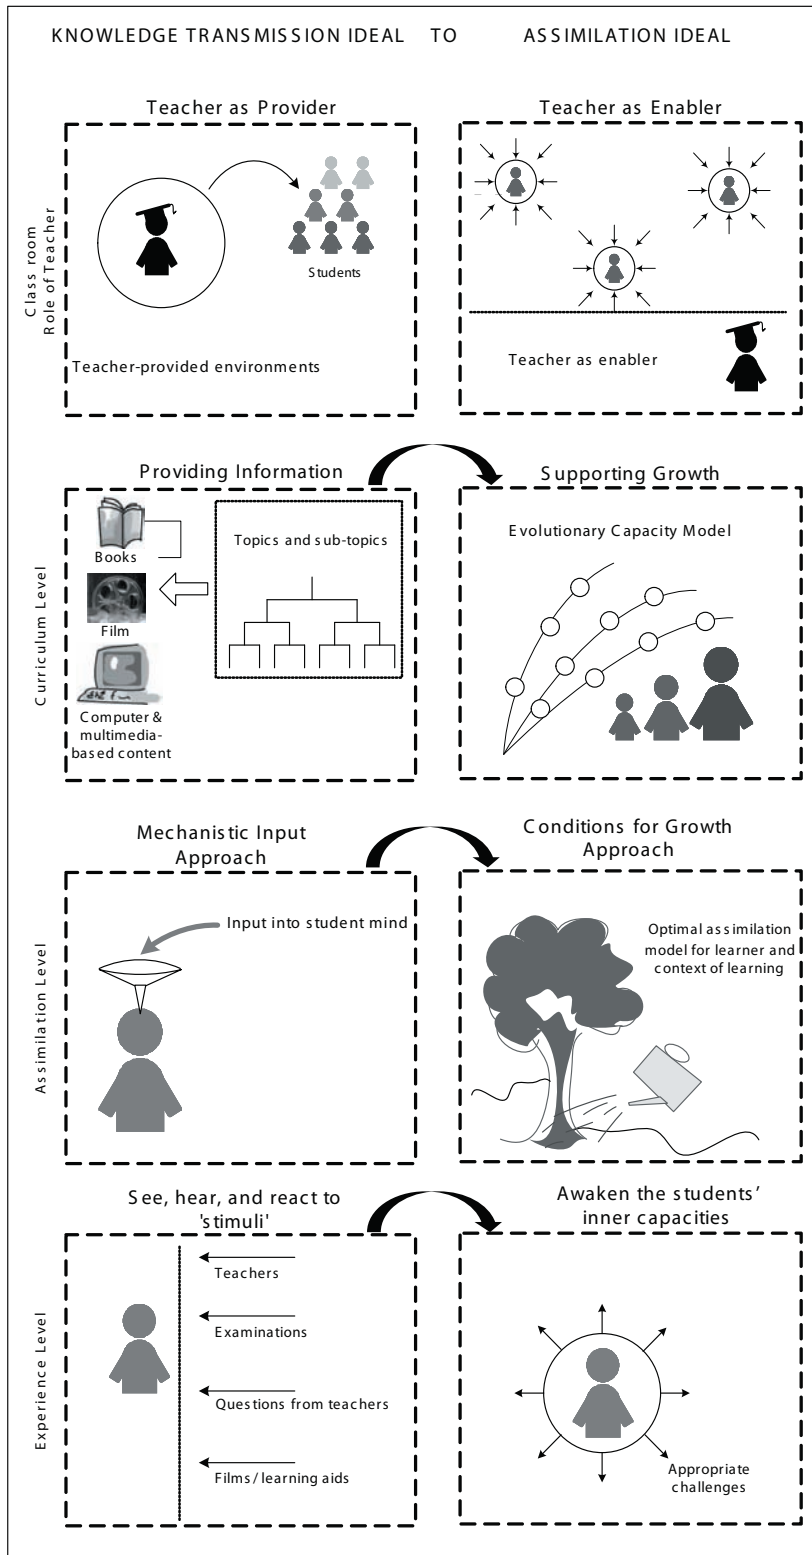 KNOWLEDGE TRANSMISSION IDEAL TO ASSIMILATION IDEAL
Teacher as Provider
Teacher as Enabler
Class room
Role of Teacher
Students
Teacher-provided environments
Teacher as enabler
Providing Information
Supporting Growth
Curriculum Level
Books
Film
Computer &
multimedia-
based content
Topics and sub-topics
Evolutionary Capacity Model
Mechanistic Input
Approach
Conditions for Growth
Approach
Assimilation Level
Input into student mind
Optimal assimilation
model for learner and
context of learning
See, hear, and react to
'stimuli'
Awaken the students’
inner capacities
Experience Level
Teachers
Examinations
Questions from teachers
Films / learning aids
Appropriate
challenges